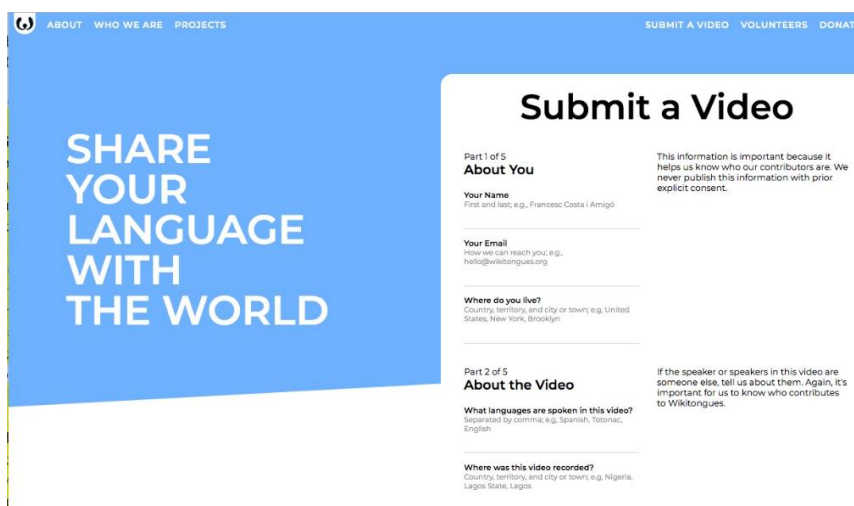 ABOUT WHO WE ARE PROJECTS
SUBMIT A VIDEO VOLUNTEERS DONAT
SHARE
YOUR
LANGUAGE
WITH
THE WORLD
Submit a Video
Part 1 of 5
About You
This information is important because it
helps us know who our contributors are. We
never publish this information with prior
explicit consent.
Your Name
First and last; e.g., Francesc Costa i Amigó
Your Email
How we can reach you; e.g.,
hello@wikitongues.org
Where do you live?
Country, territory, and city or town; e.g, United
States, New York, Brooklyn
Part 2 of 5
About the Video
If the speaker or speakers in this video are
someone else, tell us about them. Again, it's
important for us to know who contributes
to Wikitongues.
What languages are spoken in this video?
Separated by comma; e.g, Spanish, Totonac,
English
Where was this video recorded?
Country, territory, and city or town; e.g, Nigeria,
Lagos State, Lagos